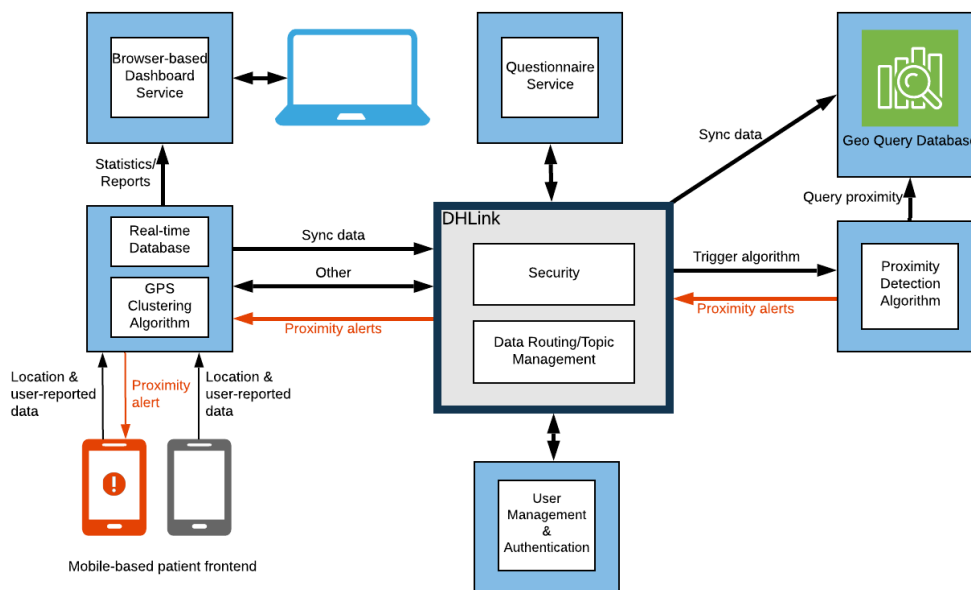 Browser-based
Dashboard
Service
Questionnaire
Service
Geo Query Database
Statistics/
Reports
Sync data
Query proximity
DHLink
Real-time
Database
Sync data
Security
Trigger algorithm
Proximity
Detection
Algorithm
GPS
Clustering
Algorithm
Other
Proximity alerts
Proximity alerts
Data Routing/Topic
Management
Location &
user-reported
data
Proximity
alert
Location &
user-reported
data
User
Management
&
Authentication
Mobile-based patient frontend